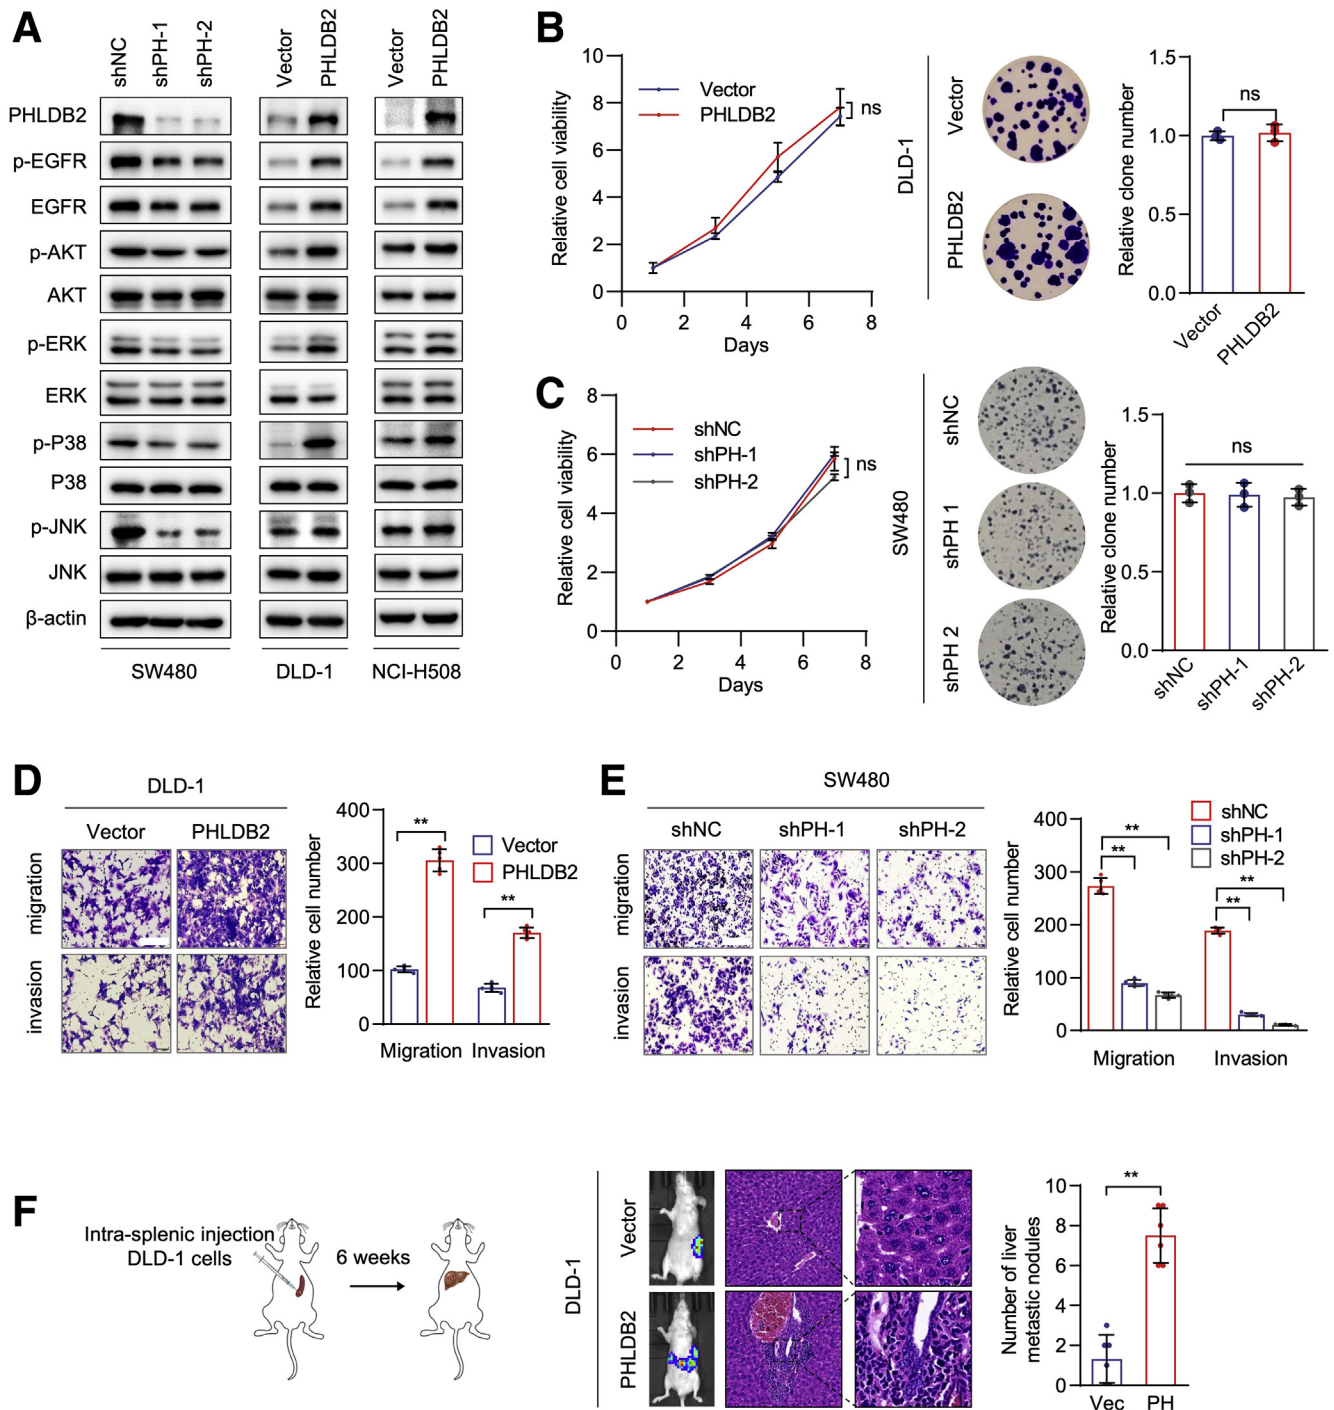 A
shNC
shPH-1
shPH-2
Vector
PHLDB2
Vector
PHLDB2
PHLDB2
p-EGFR
EGFR
p-AKT
AKT
p-ERK
ERK
p-P38
P38
p-JNK
JNK
β-actin
SW480
DLD-1
NCI-H508
B
Relative cell viability
10
8
6
4
2
0
0
2
4
6
8
Days
Vector
PHLDB2
ns
DLD-1
Vector
PHLDB2
Relative clone number
1.5
1.0
0.5
0.0
ns
Vector
PHLDB2
C
Relative cell viability
8
6
4
2
0
0
2
4
6
8
Days
shNC
shPH-1
shPH-2
ns
SW480
shNC
shPH 1
shPH 2
Relative clone number
1.5
1.0
0.5
0.0
ns
shNC
shPH-1
shPH-2
D
DLD-1
Vector
PHLDB2
migration
invasion
Relative cell number
400
300
200
100
0
**
**
Vector
PHLDB2
Migration
Invasion
E
SW480
shNC
shPH-1
shPH-2
migration
invasion
Relative cell number
400
300
200
100
0
**
**
**
**
shNC
shPH-1
shPH-2
Migration
Invasion
F
Intra-splenic injection
DLD-1 cells
6 weeks
DLD-1
Vector
PHLDB2
Number of liver
metastic nodules
10
8
6
4
2
0
**
Vec
PH